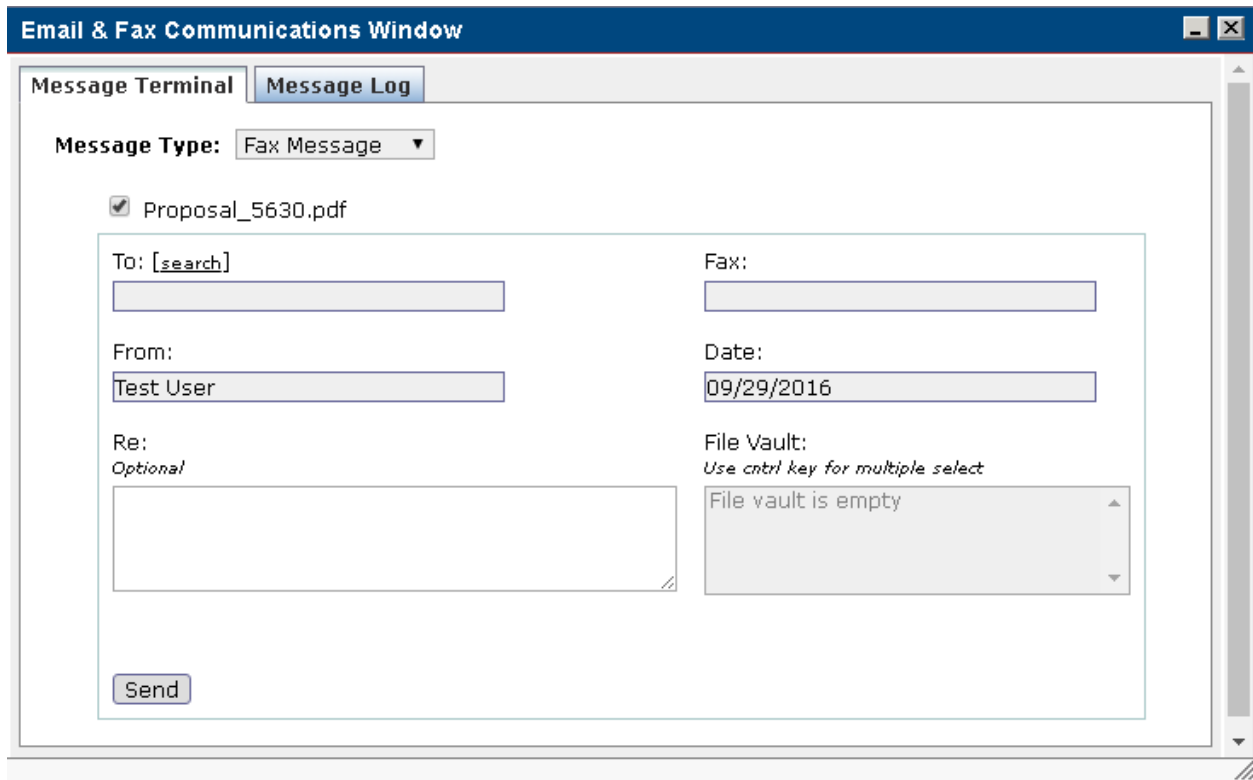 Email & Fax Communications Window
Message Terminal Message Log
Message Type: Fax Message
Proposal_5630.pdf
To: [search] Fax:
From: Date:
Test User 09/29/2016
Re: File Vault:
Optional Use cntrl key for multiple select
File vault is empty
Send